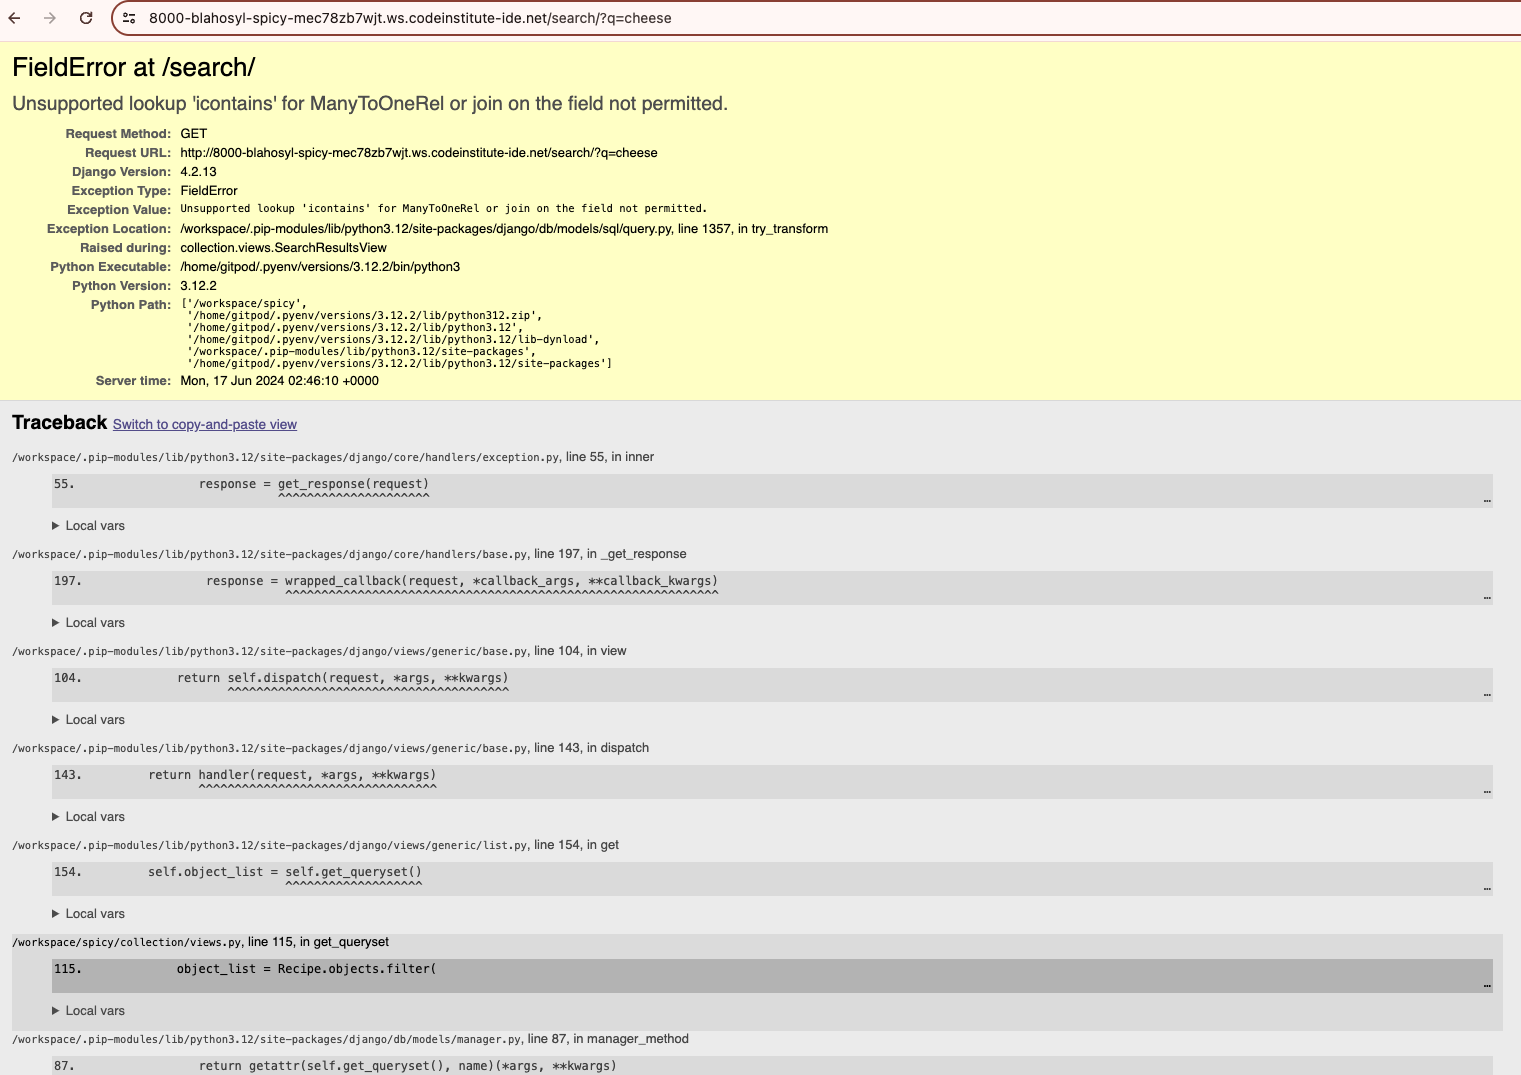 8000-blahosyl-spicy-mec78zb7wjt.ws.codeinstitute-ide.net/search/?q=cheese
FieldError at /search/
Unsupported lookup 'icontains' for ManyToOneRel or join on the field not permitted.
Request Method: GET
Request URL: http://8000-blahosyl-spicy-mec78zb7wjt.ws.codeinstitute-ide.net/search/?q=cheese
Django Version: 4.2.13
Exception Type: FieldError
Exception Value: Unsupported lookup 'icontains' for ManyToOneRel or join on the field not permitted.
Exception Location: /workspace/.pip-modules/lib/python3.12/site-packages/django/db/models/sql/query.py, line 1357, in try_transform
Raised during: collection.views.SearchResultsView
Python Executable: /home/gitpod/.pyenv/versions/3.12.2/bin/python3
Python Version: 3.12.2
Python Path: ['/workspace/spicy',
'/home/gitpod/.pyenv/versions/3.12.2/lib/python312.zip',
'/home/gitpod/.pyenv/versions/3.12.2/lib/python3.12',
'/home/gitpod/.pyenv/versions/3.12.2/lib/python3.12/lib-dynload',
'/workspace/.pip-modules/lib/python3.12/site-packages',
'/home/gitpod/.pyenv/versions/3.12.2/lib/python3.12/site-packages']
Server time: Mon, 17 Jun 2024 02:46:10 +0000
Traceback Switch to copy-and-paste view
/workspace/.pip-modules/lib/python3.12/site-packages/django/core/handlers/exception.py, line 55, in inner
55. response = get_response(request)
^^^^^^^^^^^^^^^^^^^^^ …
Local vars
/workspace/.pip-modules/lib/python3.12/site-packages/django/core/handlers/base.py, line 197, in _get_response
197. response = wrapped_callback(request, *callback_args, **callback_kwargs)
^^^^^^^^^^^^^^^^^^^^^^^^^^^^^^^^^^^^^^^^^^^^^^^^^^^^^^^^^^^^ …
Local vars
/workspace/.pip-modules/lib/python3.12/site-packages/django/views/generic/base.py, line 104, in view
104. return self.dispatch(request, *args, **kwargs)
^^^^^^^^^^^^^^^^^^^^^^^^^^^^^^^^^^^^^^^ …
Local vars
/workspace/.pip-modules/lib/python3.12/site-packages/django/views/generic/base.py, line 143, in dispatch
143. return handler(request, *args, **kwargs)
^^^^^^^^^^^^^^^^^^^^^^^^^^^^^^^^^ …
Local vars
/workspace/.pip-modules/lib/python3.12/site-packages/django/views/generic/list.py, line 154, in get
154. self.object_list = self.get_queryset()
^^^^^^^^^^^^^^^^^^^ …
Local vars
/workspace/spicy/collection/views.py, line 115, in get_queryset
115. object_list = Recipe.objects.filter(
…
Local vars
/workspace/.pip-modules/lib/python3.12/site-packages/django/db/models/manager.py, line 87, in manager_method
87. return getattr(self.get_queryset(), name)(*args, **kwargs)